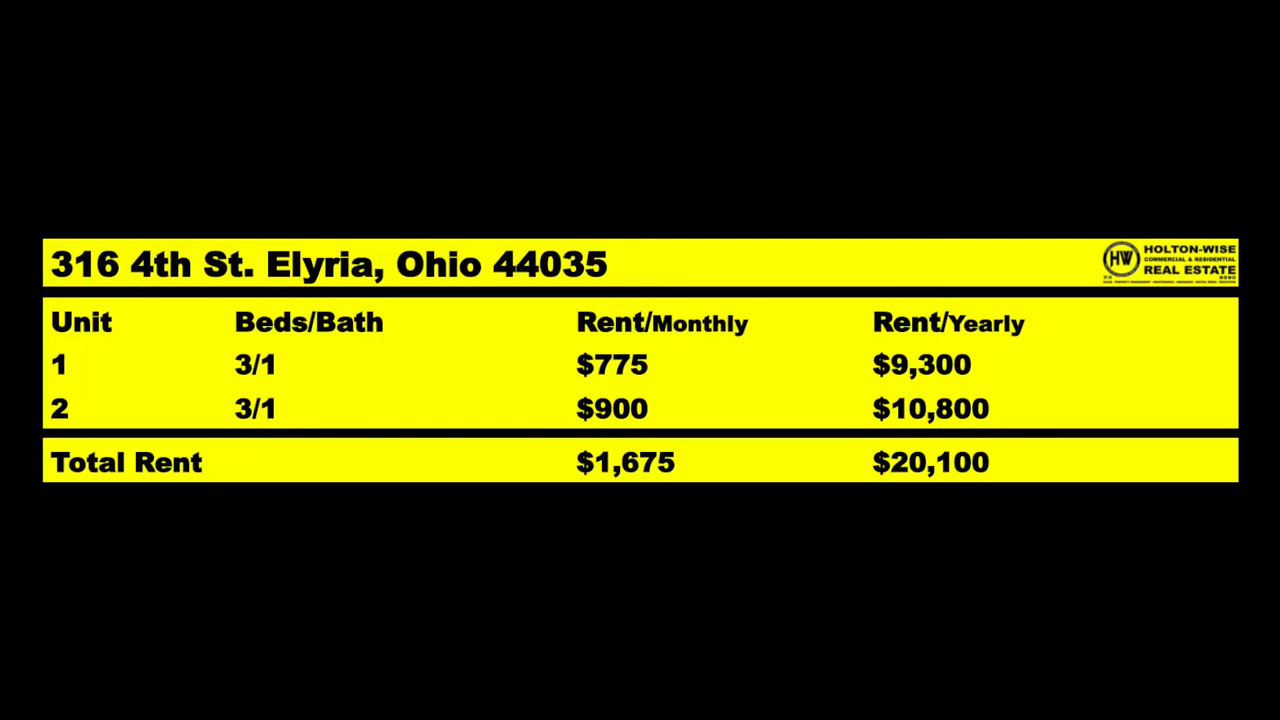 316 4th St. Elyria, Ohio 44035
HW
HOLTON-WISE
COMMERCIAL & RESIDENTIAL
REAL ESTATE
Unit Beds/Bath Rent/Monthly Rent/Yearly
1 3/1 $775 $9,300
2 3/1 $900 $10,800
Total Rent $1,675 $20,100